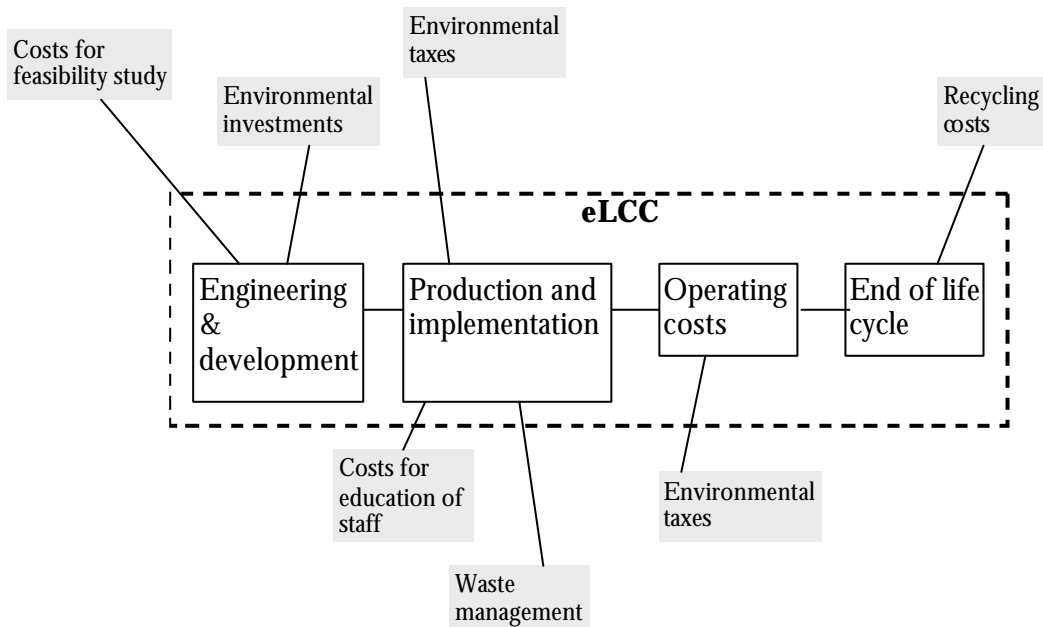 Environmental
taxes
Costs for
feasibility study
Environmental
investments
Recycling
costs
eLCC
Engineering
&
development
Production and
implementation
Operating
costs
End of life
cycle
Costs for
education of
staff
Environmental
taxes
Waste
management